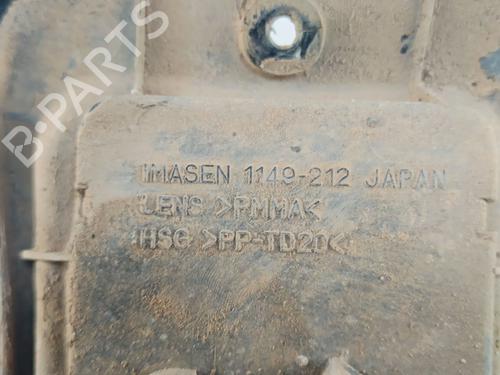 B-PARTS
IMASEN 1149-212 JAPAN
LENS >PMMA<
HSG >PP-TD20<